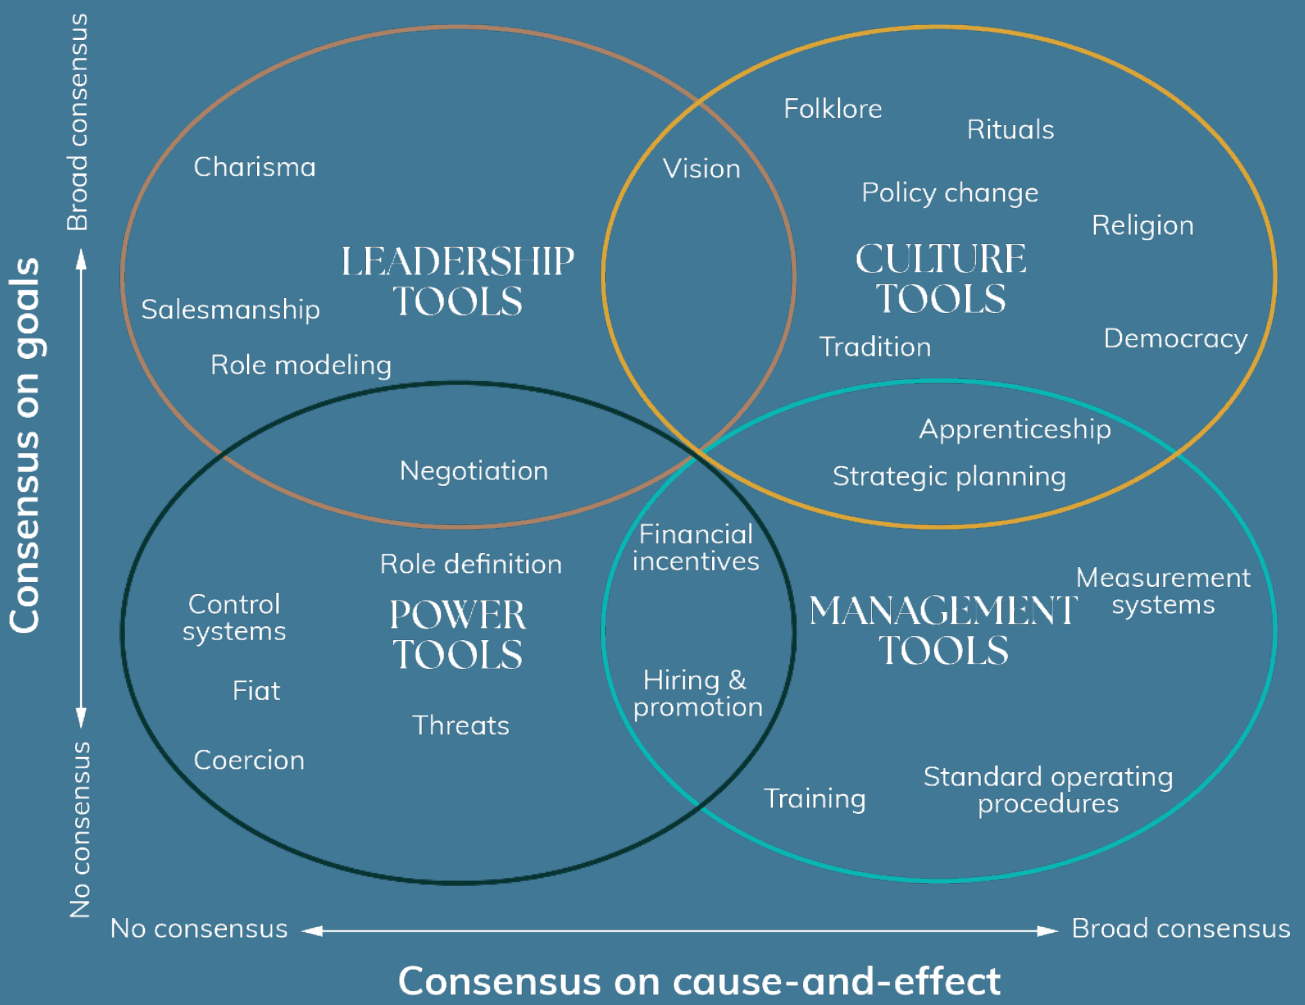 Broad consensus
Consensus on goals
No consensus
Charisma
LEADERSHIP
TOOLS
Salesmanship
Role modeling
Vision
Folklore
Rituals
Policy change
Religion
CULTURE
TOOLS
Tradition
Democracy
Negotiation
Apprenticeship
Strategic planning
Role definition
POWER
TOOLS
Control
systems
Fiat
Threats
Coercion
Financial
incentives
Hiring &
promotion
MANAGEMENT
TOOLS
Measurement
systems
Training
Standard operating
procedures
No consensus
Broad consensus
Consensus on cause-and-effect